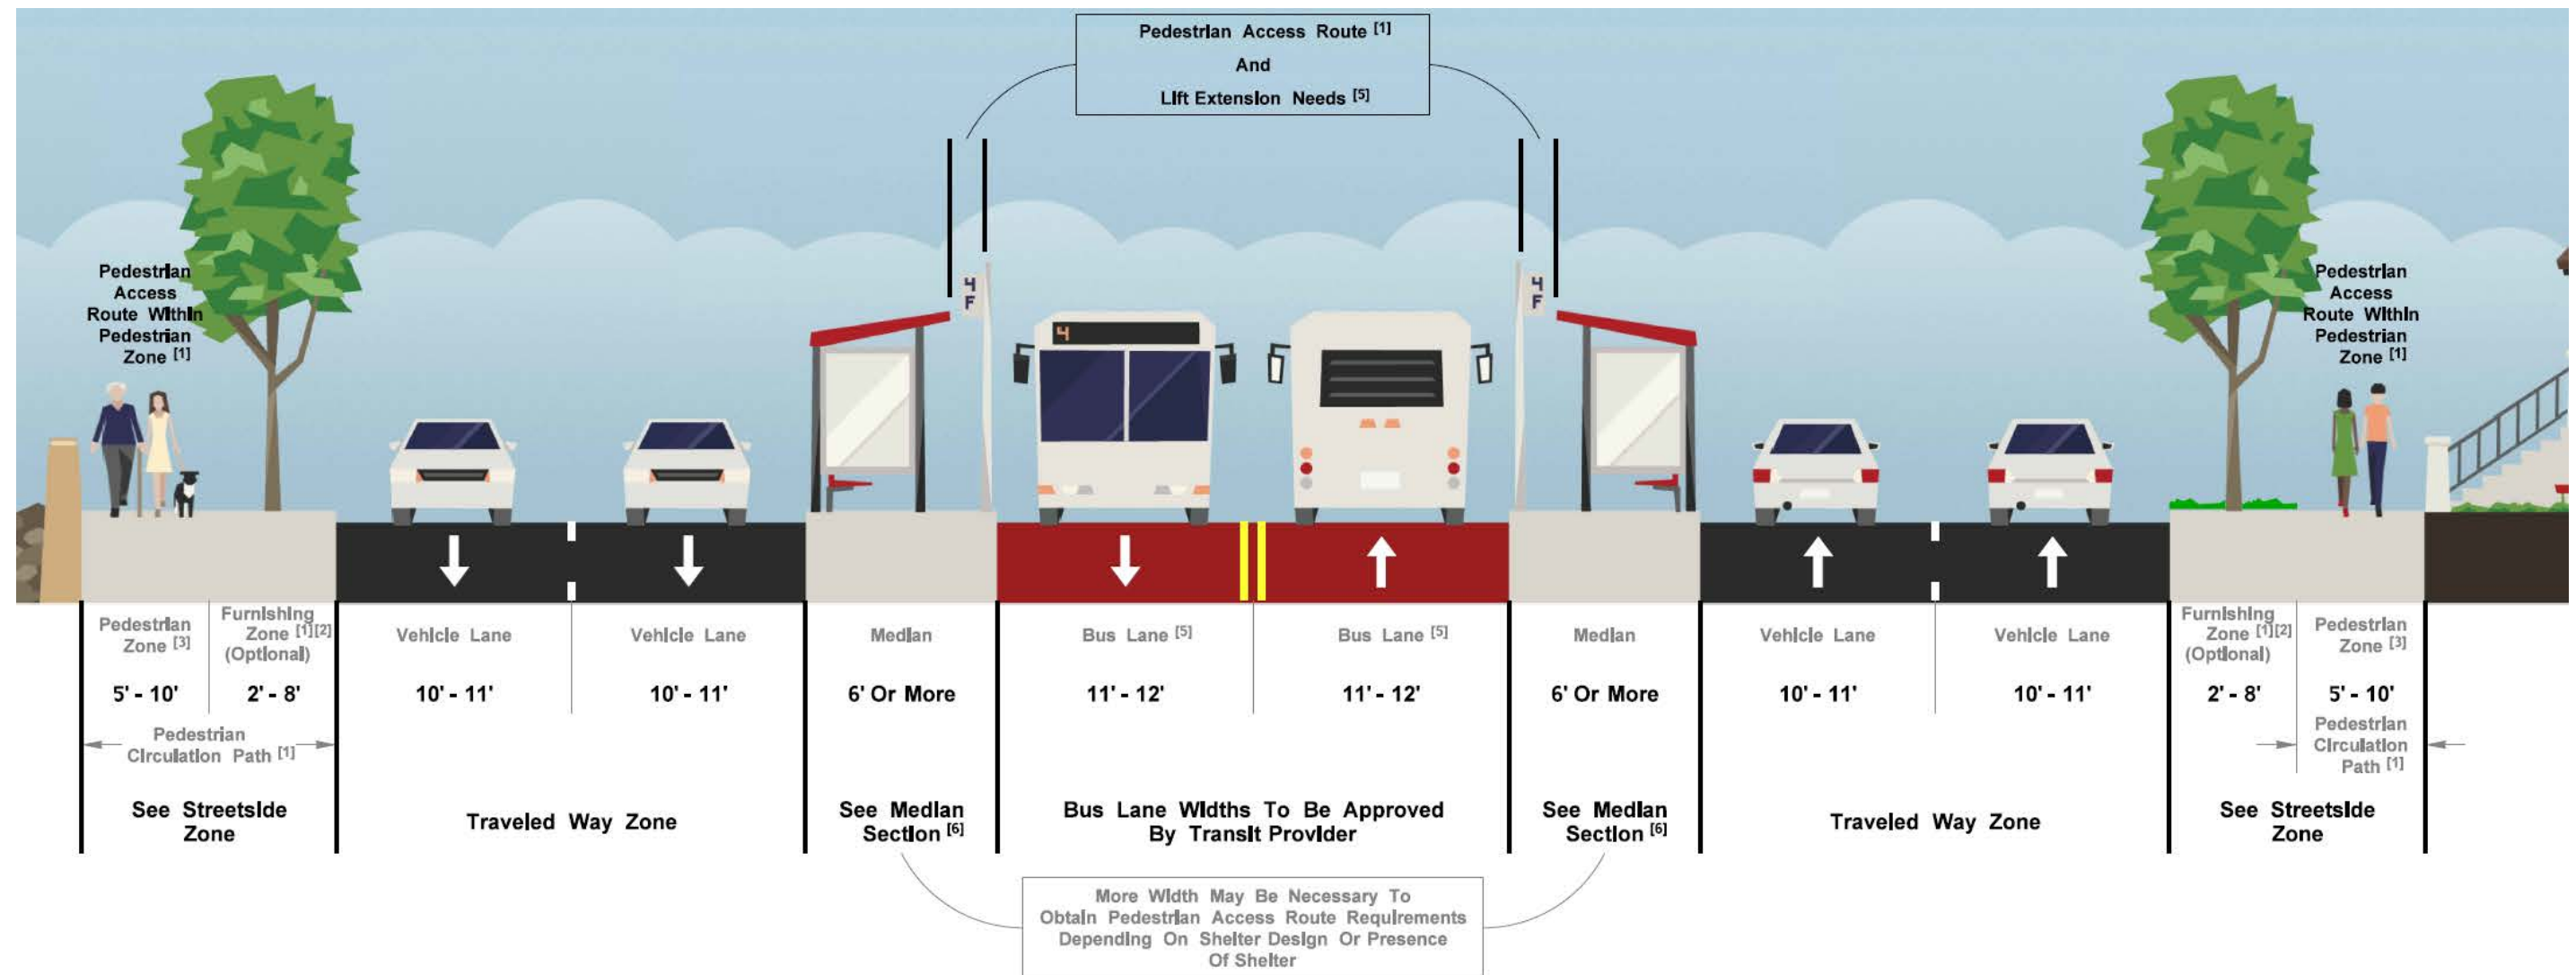 Pedestrian Access Route [1]
And
Lift Extension Needs [5]
Pedestrian
Access
Route Within
Pedestrian
Zone [1]
Pedestrian
Access
Route Within
Pedestrian
Zone [1]
4
F
4
F
4
Pedestrian
Zone [3]
Furnishing
Zone [1][2]
(Optional)
Vehicle Lane
Vehicle Lane
Median
Bus Lane [5]
Bus Lane [5]
Median
Vehicle Lane
Vehicle Lane
Furnishing
Zone [1][2]
(Optional)
Pedestrian
Zone [3]
5' - 10'
2' - 8'
10' - 11'
10' - 11'
6' Or More
11' - 12'
11' - 12'
6' Or More
10' - 11'
10' - 11'
2' - 8'
5' - 10'
Pedestrian
Circulation Path [1]
Pedestrian
Circulation
Path [1]
See Streetside
Zone
Traveled Way Zone
See Median
Section [6]
Bus Lane Widths To Be Approved
By Transit Provider
See Median
Section [6]
Traveled Way Zone
See Streetside
Zone
More Width May Be Necessary To
Obtain Pedestrian Access Route Requirements
Depending On Shelter Design Or Presence
Of Shelter